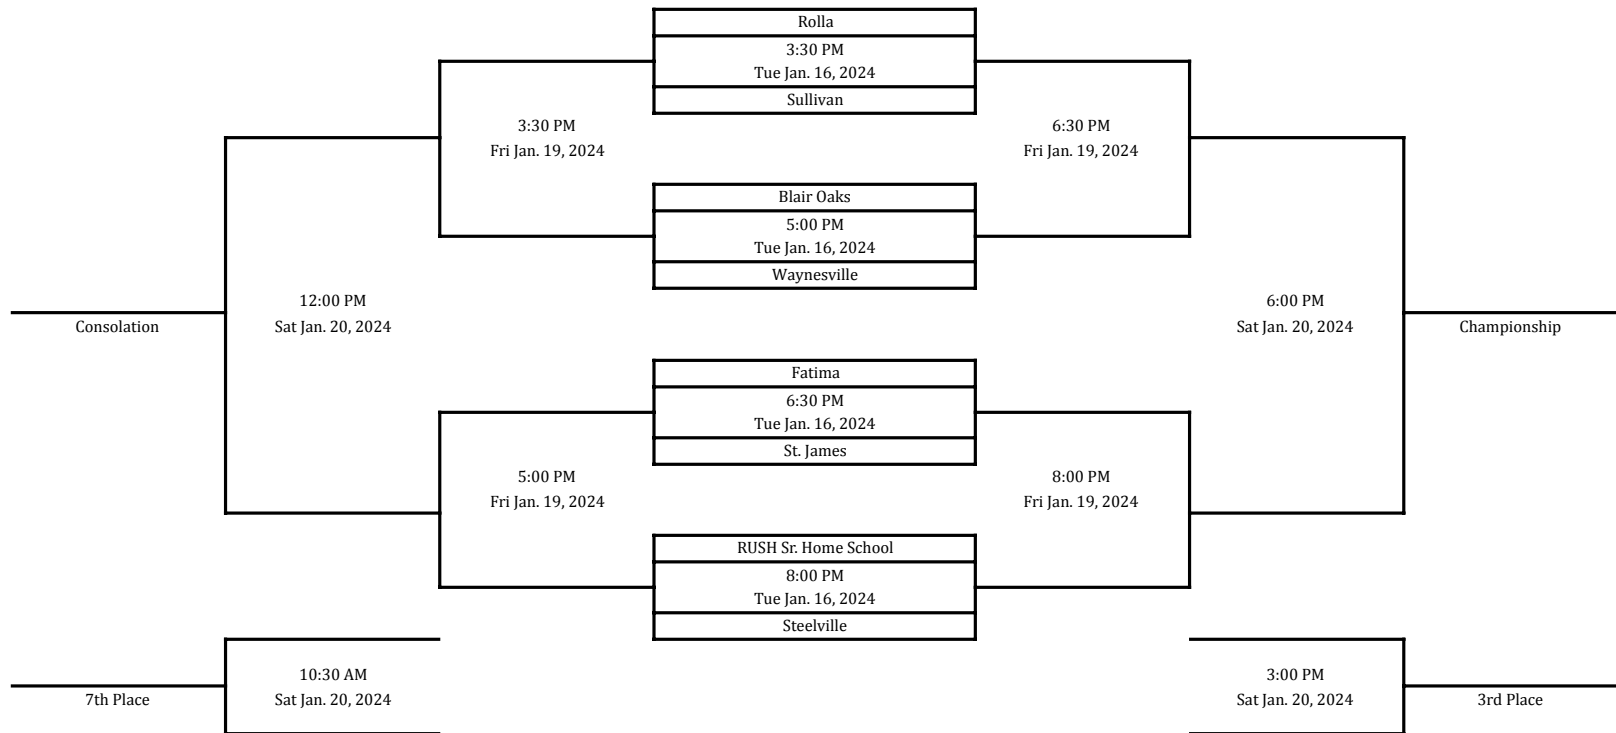 Rolla
3:30 PM
Tue Jan. 16, 2024
Sullivan
3:30 PM
Fri Jan. 19, 2024
6:30 PM
Fri Jan. 19, 2024
Blair Oaks
5:00 PM
Tue Jan. 16, 2024
Waynesville
12:00 PM
Sat Jan. 20, 2024
Consolation
6:00 PM
Sat Jan. 20, 2024
Championship
Fatima
6:30 PM
Tue Jan. 16, 2024
St. James
5:00 PM
Fri Jan. 19, 2024
8:00 PM
Fri Jan. 19, 2024
RUSH Sr. Home School
8:00 PM
Tue Jan. 16, 2024
Steelville
10:30 AM
Sat Jan. 20, 2024
7th Place
3:00 PM
Sat Jan. 20, 2024
3rd Place